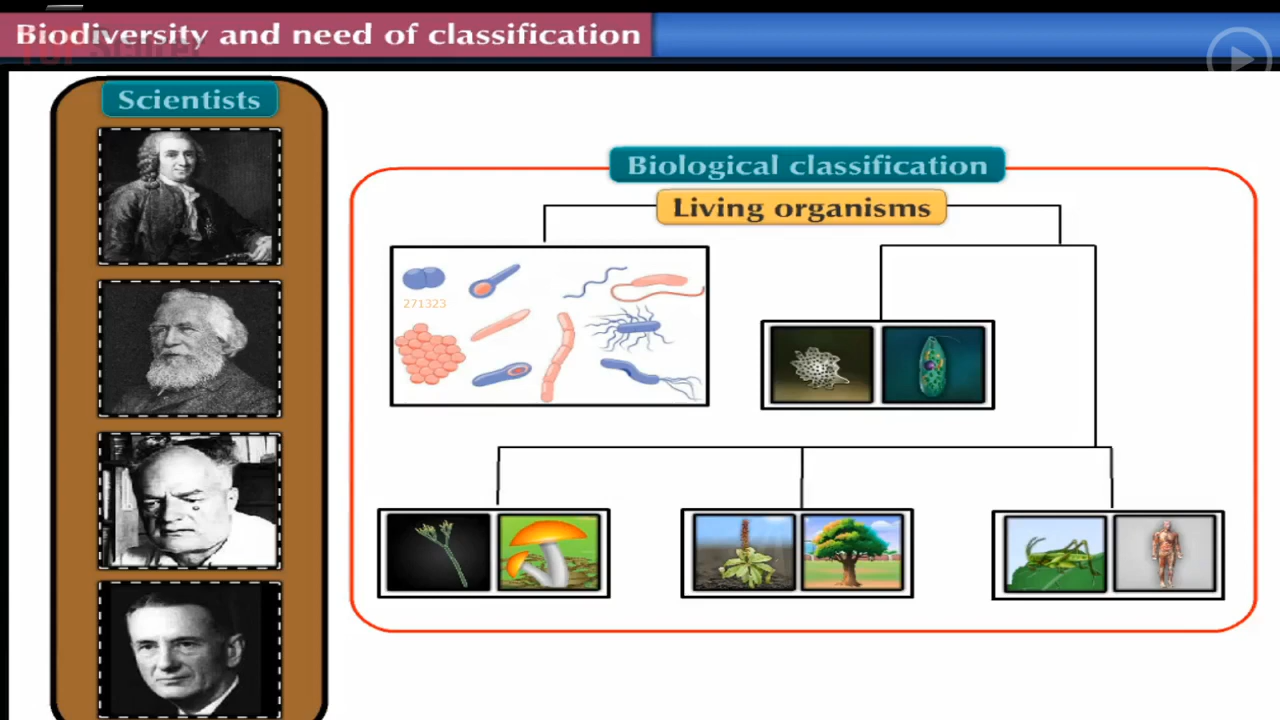 Biodiversity and need of classification
Scientists
Biological classification
Living organisms
271323